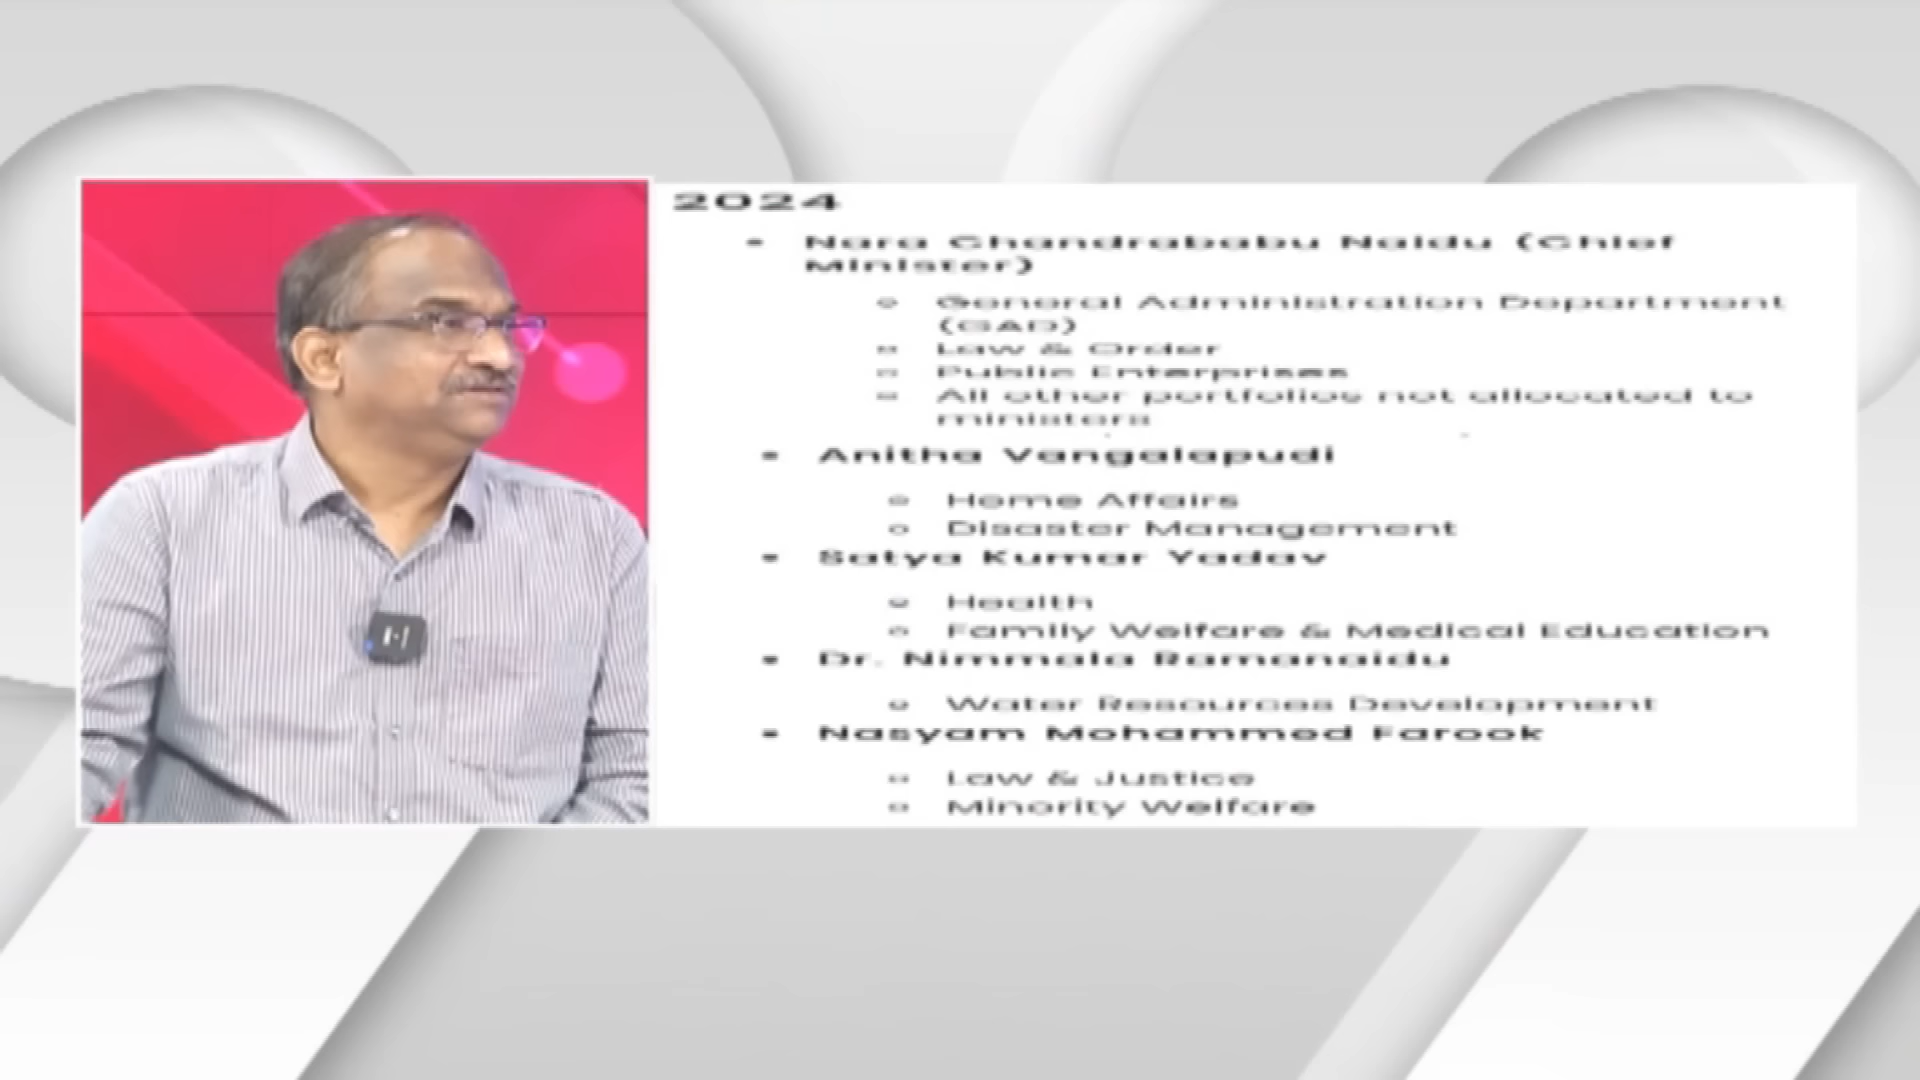 2024
• Nara Chandrababu Naidu (Chief
Minister)
○ General Administration Department
(GAD)
○ Law & Order
○ Public Enterprises
○ All other portfolios not allocated to
ministers
• Anitha Vangalapudi
○ Home Affairs
○ Disaster Management
• Satya Kumar Yadav
○ Health
○ Family Welfare & Medical Education
• Dr. Nimmala Ramanaidu
○ Water Resources Development
• Nasyam Mohammed Farook
○ Law & Justice
○ Minority Welfare